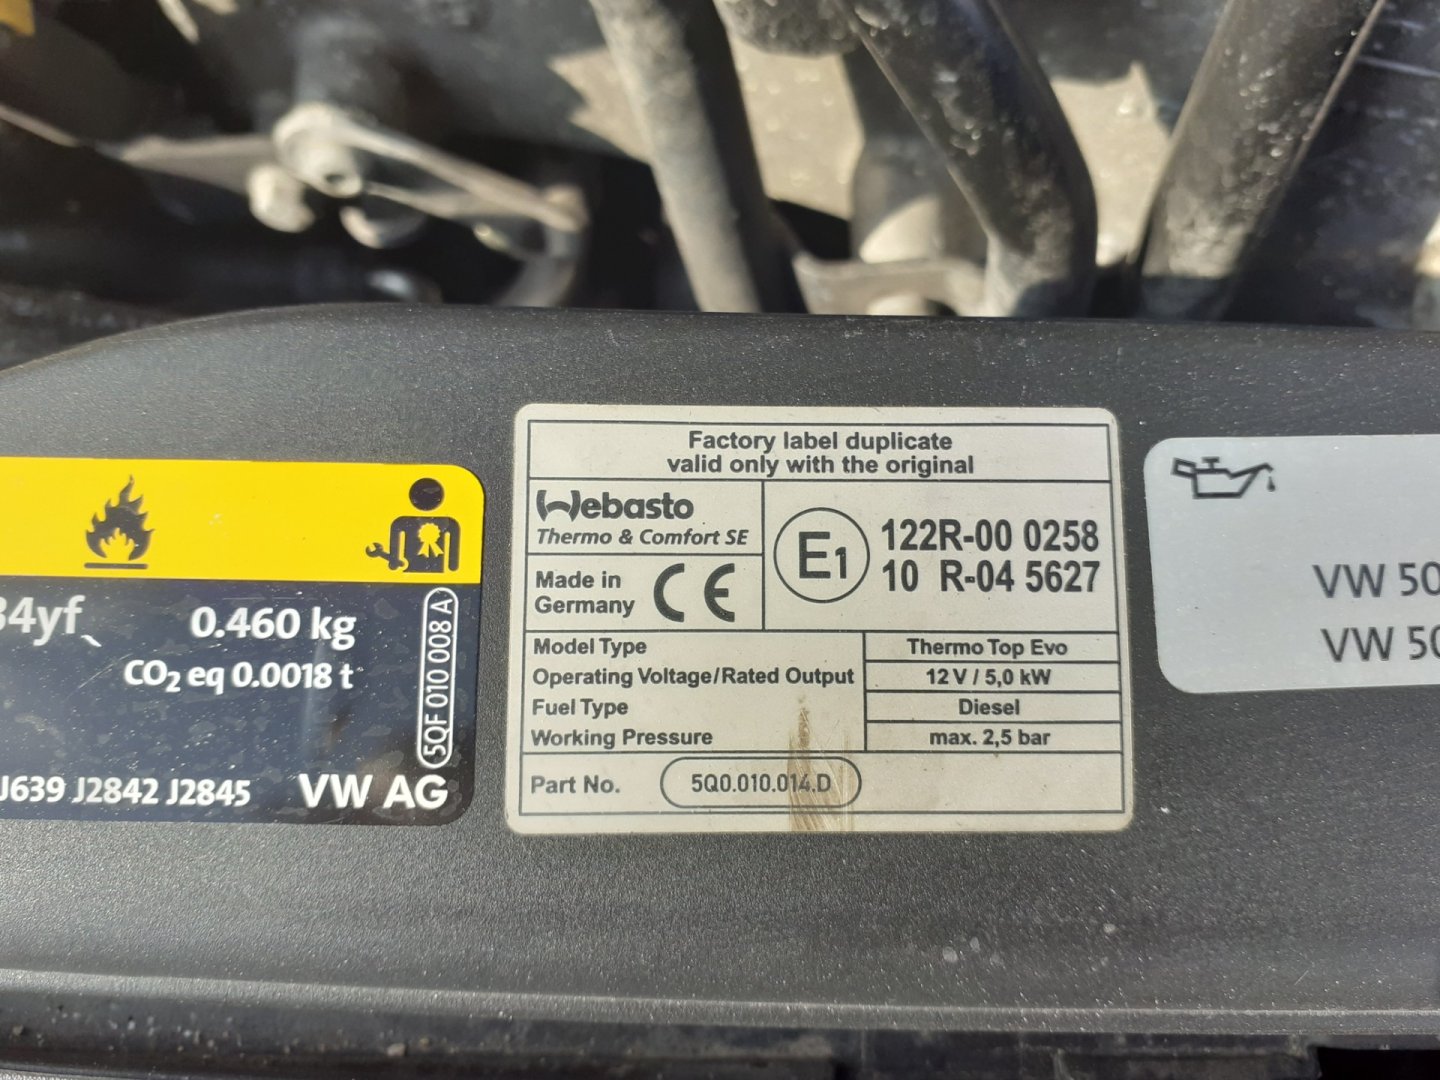 34yf
0.460 kg
CO₂ eq 0.0018 t
5QF 010 008 A
J639 J2842 J2845
VW AG
Factory label duplicate
valid only with the original
Webasto
Thermo & Comfort SE
Made in
Germany
CE
E1
122R-00 0258
10 R-04 5627
Model Type
Thermo Top Evo
Operating Voltage/Rated Output
12 V / 5,0 kW
Fuel Type
Diesel
Working Pressure
max. 2,5 bar
Part No.
5Q0.010.014.D
VW 50
VW 50